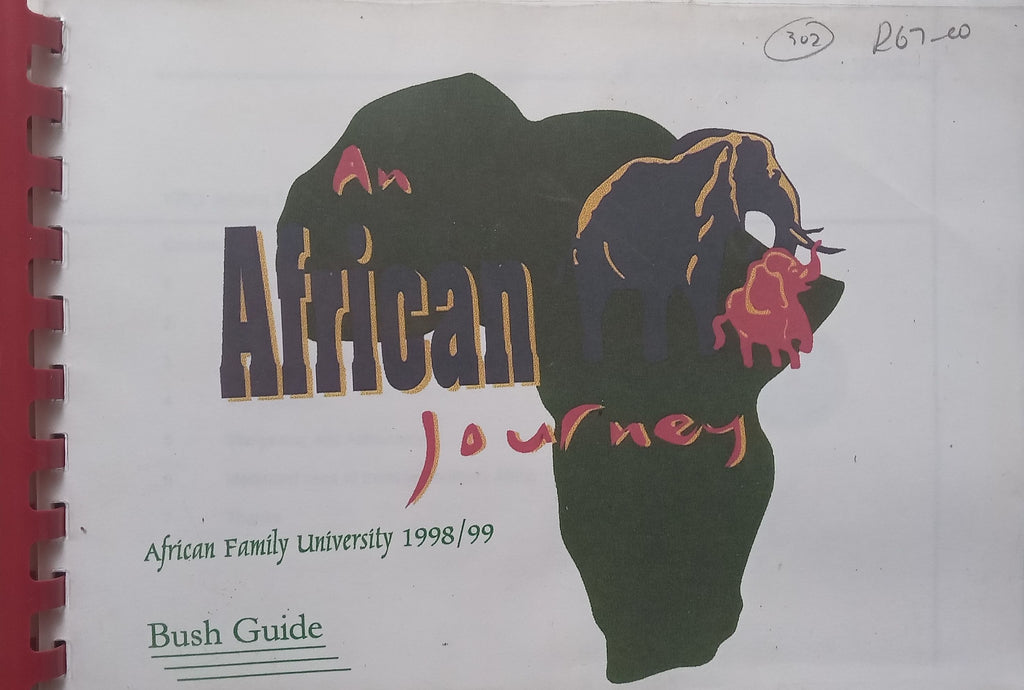 302 R67-00
An
African
Journey
African Family University 1998/99
Bush Guide